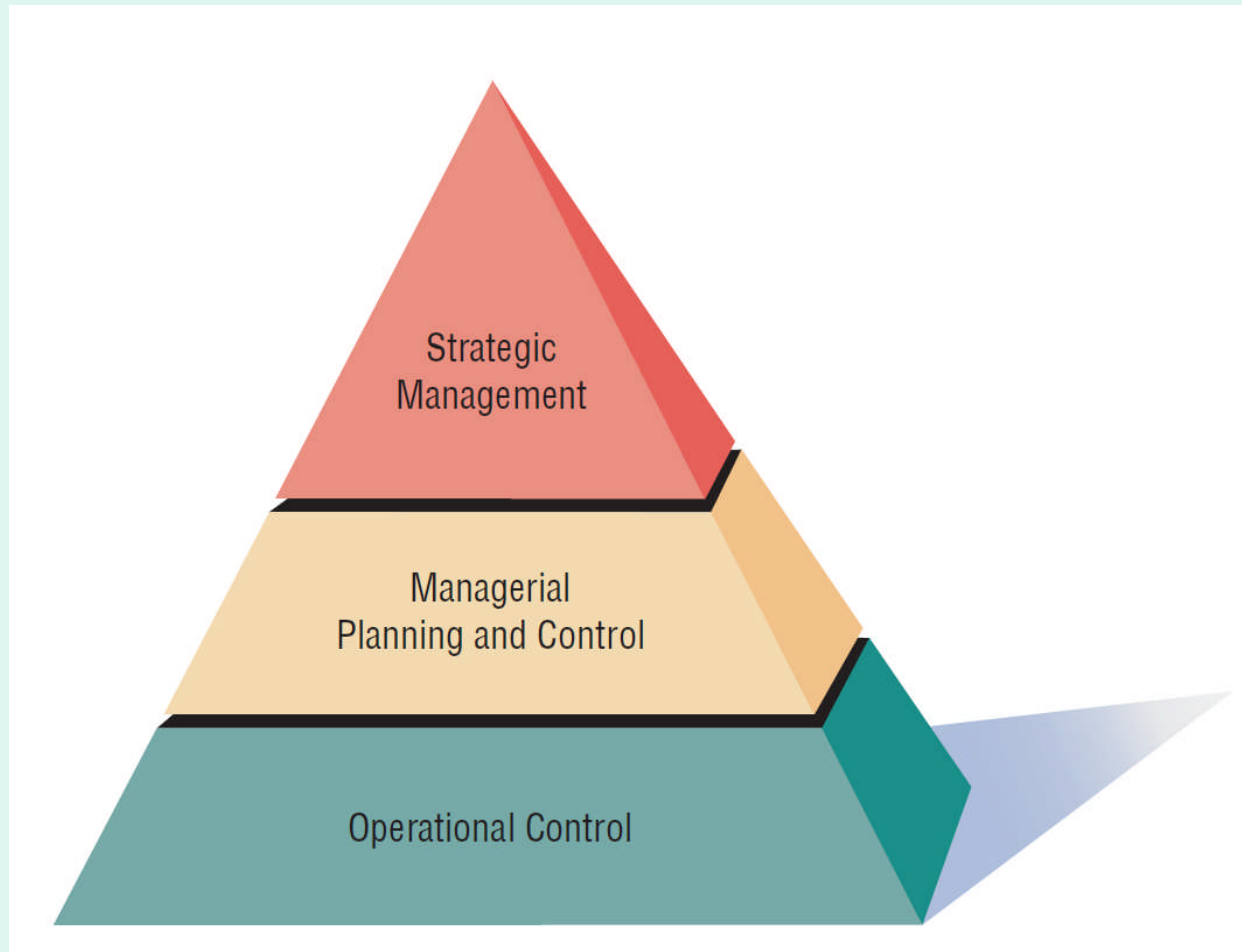 Strategic
Management
Managerial
Planning and Control
Operational Control